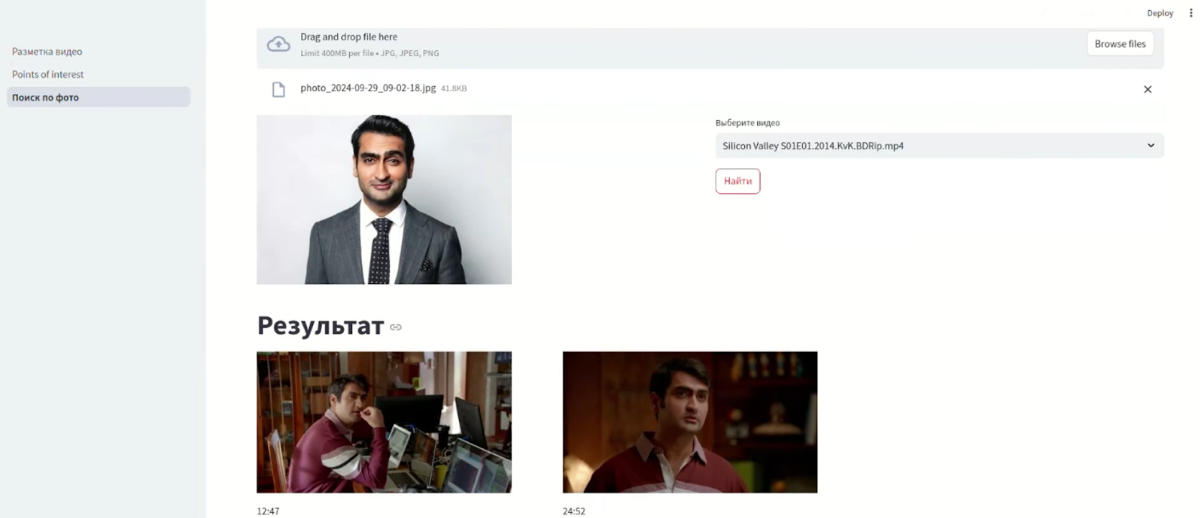 Deploy
Разметка видео
Points of interest
Поиск по фото
Drag and drop file here
Limit 400MB per file • JPG, JPEG, PNG
Browse files
photo_2024-09-29_09-02-18.jpg 41.8KB
Выберите видео
Silicon Valley S01E01.2014.KvK.BDRip.mp4
Найти
Результат
12:47
24:52